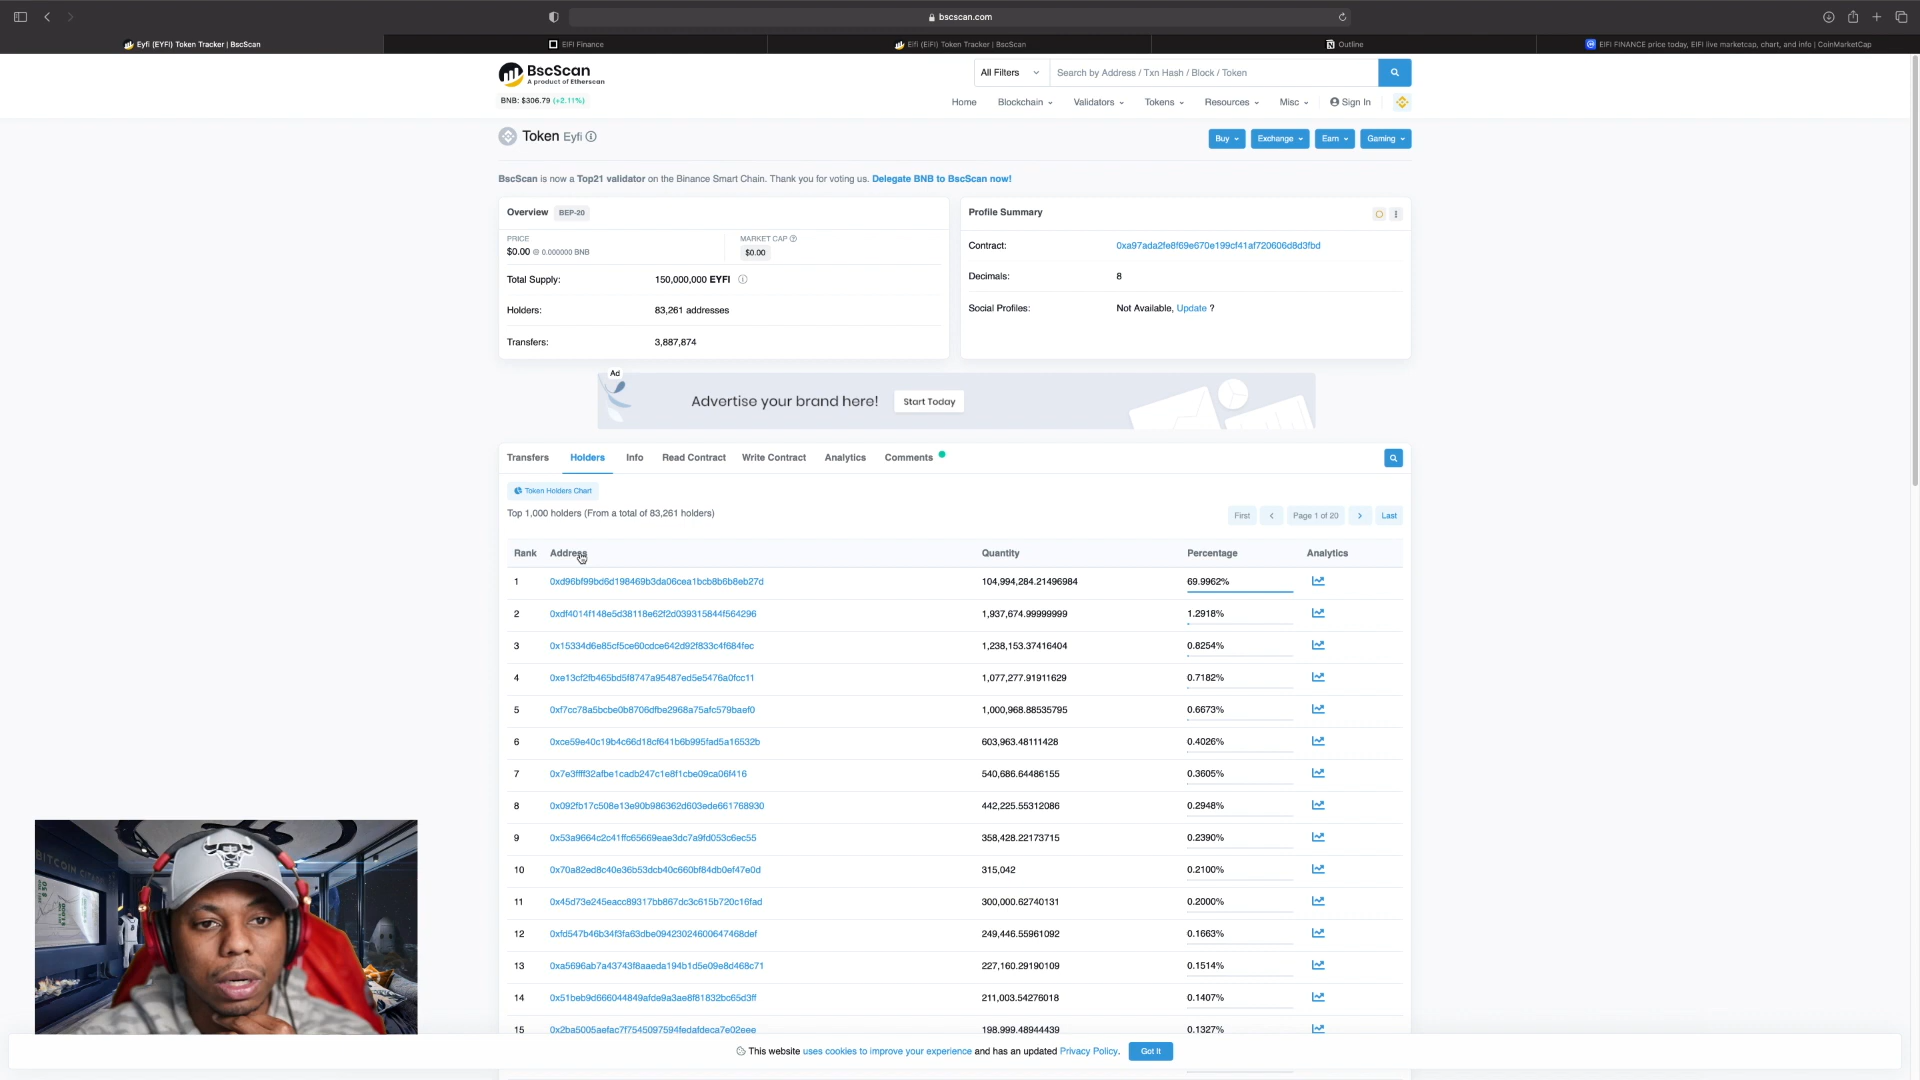 bscscan.com
Eyfi (EYFI) Token Tracker | BscScan
EIFI Finance
Eifi (EIFI) Token Tracker | BscScan
Outline
EIFI FINANCE price today, EIFI live marketcap, chart, and info | CoinMarketCap
BscScan
A product of Etherscan
BNB: $306.79 (+2.11%)
All Filters
Search by Address / Txn Hash / Block / Token
Home Blockchain Validators Tokens Resources Misc Sign In
Token Eyfi
Buy Exchange Earn Gaming
BscScan is now a Top21 validator on the Binance Smart Chain. Thank you for voting us. Delegate BNB to BscScan now!
Overview BEP-20
PRICE
$0.00 @ 0.000000 BNB
MARKET CAP
$0.00
Total Supply: 150,000,000 EYFI
Holders: 83,261 addresses
Transfers: 3,887,874
Profile Summary
Contract: 0xa97ada2fe8f69e670e199cf41af720606d8d3fbd
Decimals: 8
Social Profiles: Not Available, Update ?
Ad
Advertise your brand here! Start Today
Transfers Holders Info Read Contract Write Contract Analytics Comments
Token Holders Chart
Top 1,000 holders (From a total of 83,261 holders)
First Page 1 of 20 Last
Rank Address Quantity Percentage Analytics
1 0xd96bf99bd6d198469b3da06cea1bcb8b6b8eb27d 104,994,284.21496984 69.9962%
2 0xdf4014f148e5d38118e62f2d039315844f564296 1,937,674.99999999 1.2918%
3 0x15334d6e85cf5ce60cdce642d92f833c4f684fec 1,238,153.37416404 0.8254%
4 0xe13cf2fb465bd5f8747a95487ed5e5476a0fcc11 1,077,277.91911629 0.7182%
5 0xf7cc78a5bcbe0b8706dfbe2968a75afc579baef0 1,000,968.88535795 0.6673%
6 0xce59e40c19b4c66d18cf641b6b995fad5a16532b 603,963.48111428 0.4026%
7 0x7e3ffff32afbe1cadb247c1e8f1cbe09ca06f416 540,686.64486155 0.3605%
8 0x092fb17c508e13e90b986362d603ede661768930 442,225.55312086 0.2948%
9 0x53a9664c2c41ffc65669eae3dc7a9fd053c6ec55 358,428.22173715 0.2390%
10 0x70a82ed8c40e36b53dcb40c660bf84db0ef47e0d 315,042 0.2100%
11 0x45d73e245eacc89317bb867dc3c615b720c16fad 300,000.62740131 0.2000%
12 0xfd547b46b34f3fa63dbe09423024600647468def 249,446.55961092 0.1663%
13 0xa5696ab7a43743f8aaeda194b1d5e09e8d468c71 227,160.29190109 0.1514%
14 0x51beb9d666044849afde9a3ae8f81832bc65d3ff 211,003.54276018 0.1407%
15 0x2ba5005aefac7f7545097594fedafdeca7e02eee 198,999.48944439 0.1327%
BITCOIN
This website uses cookies to improve your experience and has an updated Privacy Policy. Got It